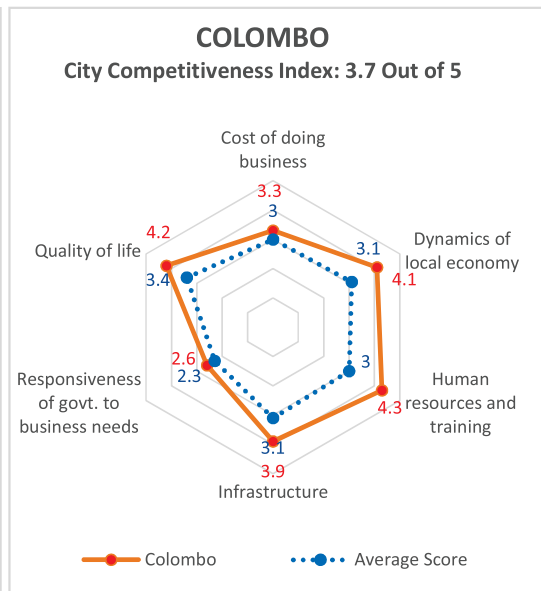 COLOMBO
City Competitiveness Index: 3.7 Out of 5
Cost of doing
business
3.3
3
4.2
Quality of life
3.4
3.1
Dynamics of
local economy
4.1
2.6
2.3
Responsiveness
of govt. to
business needs
3
Human
resources and
training
4.3
3.1
3.9
Infrastructure
Colombo
Average Score